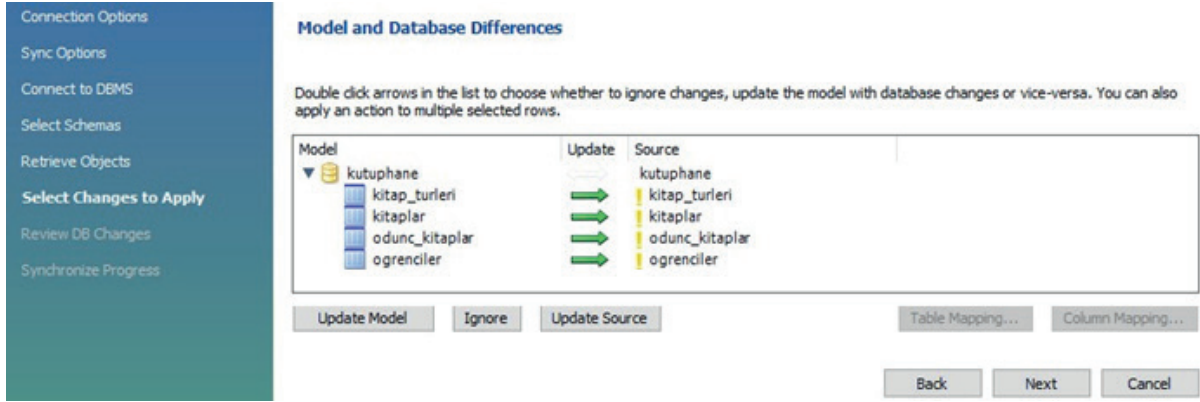 Connection Options
Sync Options
Connect to DBMS
Select Schemas
Retrieve Objects
Select Changes to Apply
Review DB Changes
Synchronize Progress
Model and Database Differences
Double click arrows in the list to choose whether to ignore changes, update the model with database changes or vice-versa. You can also
apply an action to multiple selected rows.
Model Update Source
kutuphane kutuphane
kitap_turleri kitap_turleri
kitaplar kitaplar
odunc_kitaplar odunc_kitaplar
ogrenciler ogrenciler
Update Model Ignore Update Source Table Mapping... Column Mapping...
Back Next Cancel